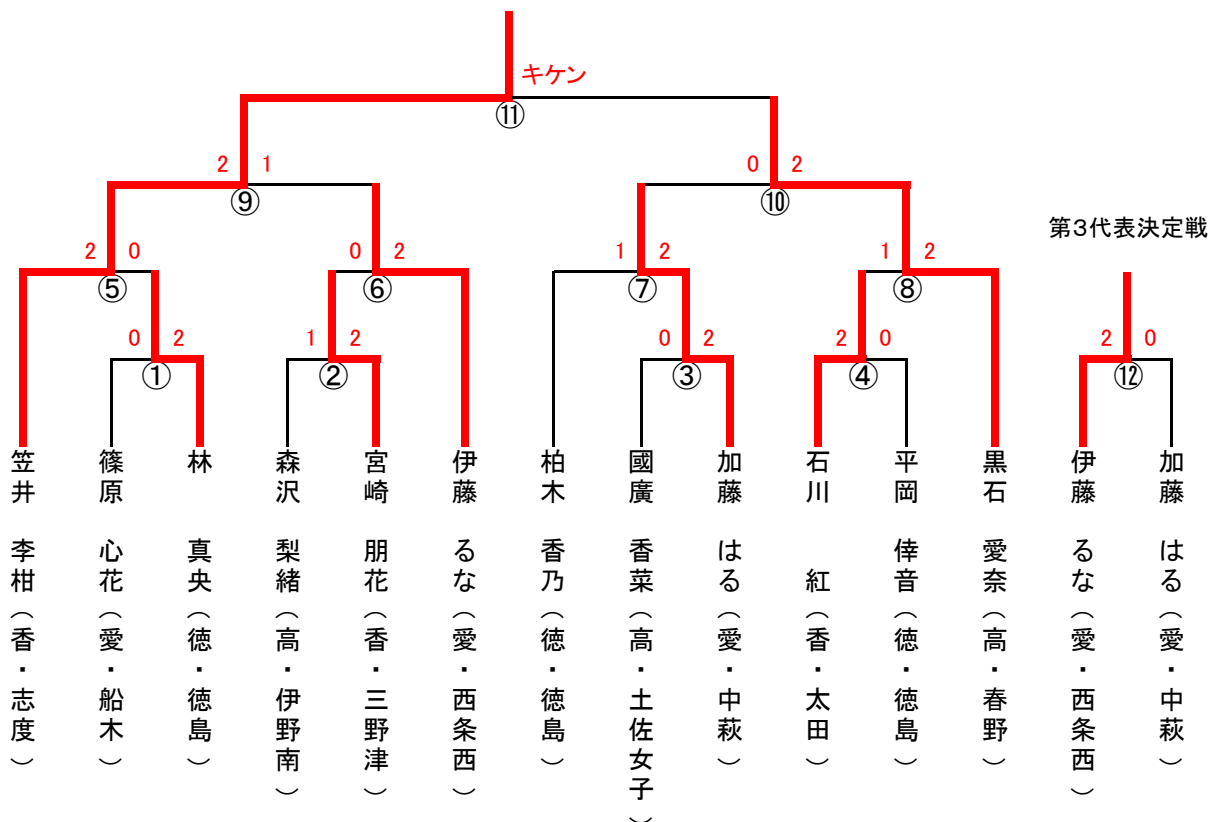 キケン
⑪
2 1
0 2
⑨
⑩
第3代表決定戦
2 0
0 2
1 2
1 2
⑤
⑥
⑦
⑧
0 2
1 2
0 2
2 0
2 0
①
②
③
④
⑫
笠井 李柑(香・志度)
篠原 心花(愛・船木)
林 真央(徳・徳島)
森沢 梨緒(高・伊野南)
宮崎 朋花(香・三野津)
伊藤 るな(愛・西条西)
柏木 香乃(徳・徳島)
國廣 香菜(高・土佐女子)
加藤 はる(愛・中萩)
石川 紅(香・太田)
平岡 倖音(徳・徳島)
黒石 愛奈(高・春野)
伊藤 るな(愛・西条西)
加藤 はる(愛・中萩)